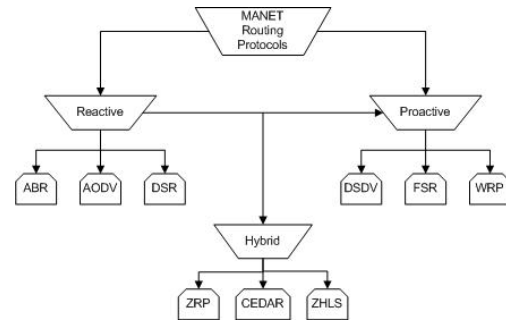 MANET
Routing
Protocols
Reactive
Proactive
ABR
AODV
DSR
DSDV
FSR
WRP
Hybrid
ZRP
CEDAR
ZHLS